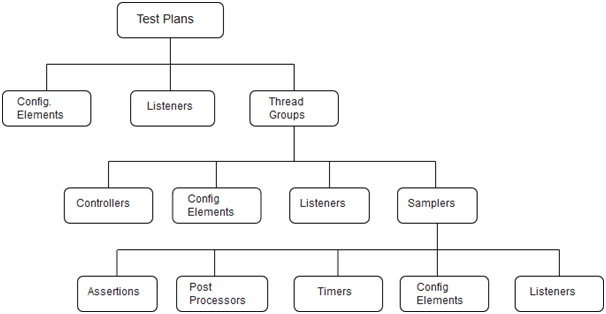 Test Plans
Config.
Elements
Listeners
Thread
Groups
Controllers
Config
Elements
Listeners
Samplers
Assertions
Post
Processors
Timers
Config
Elements
Listeners